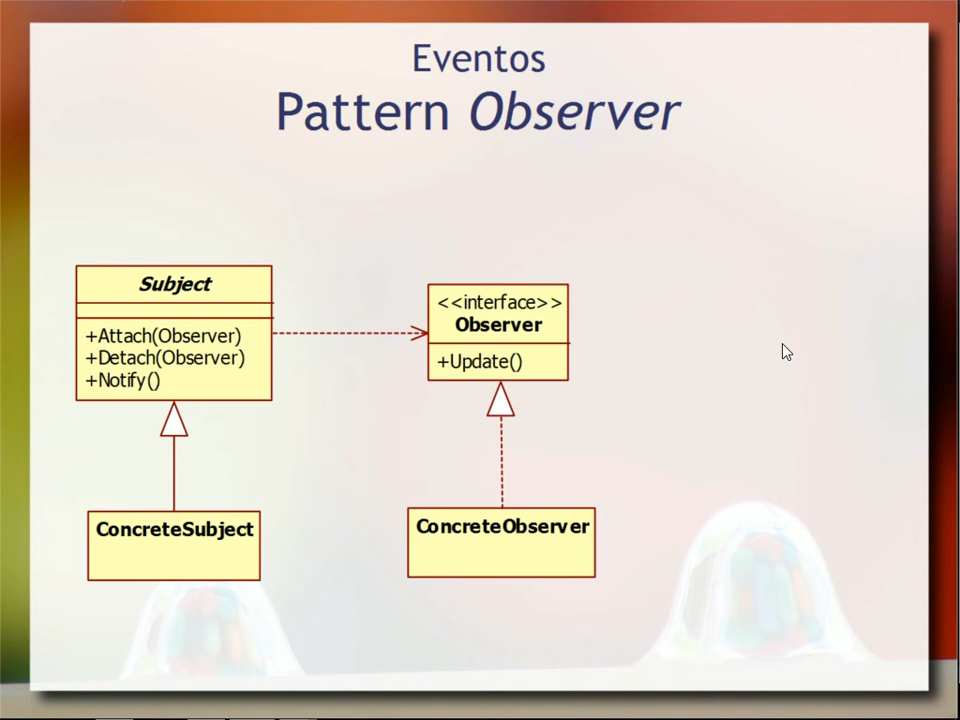 Eventos
Pattern Observer
Subject
+Attach(Observer)
+Detach(Observer)
+Notify()
<<interface>>
Observer
+Update()
ConcreteSubject
ConcreteObserver